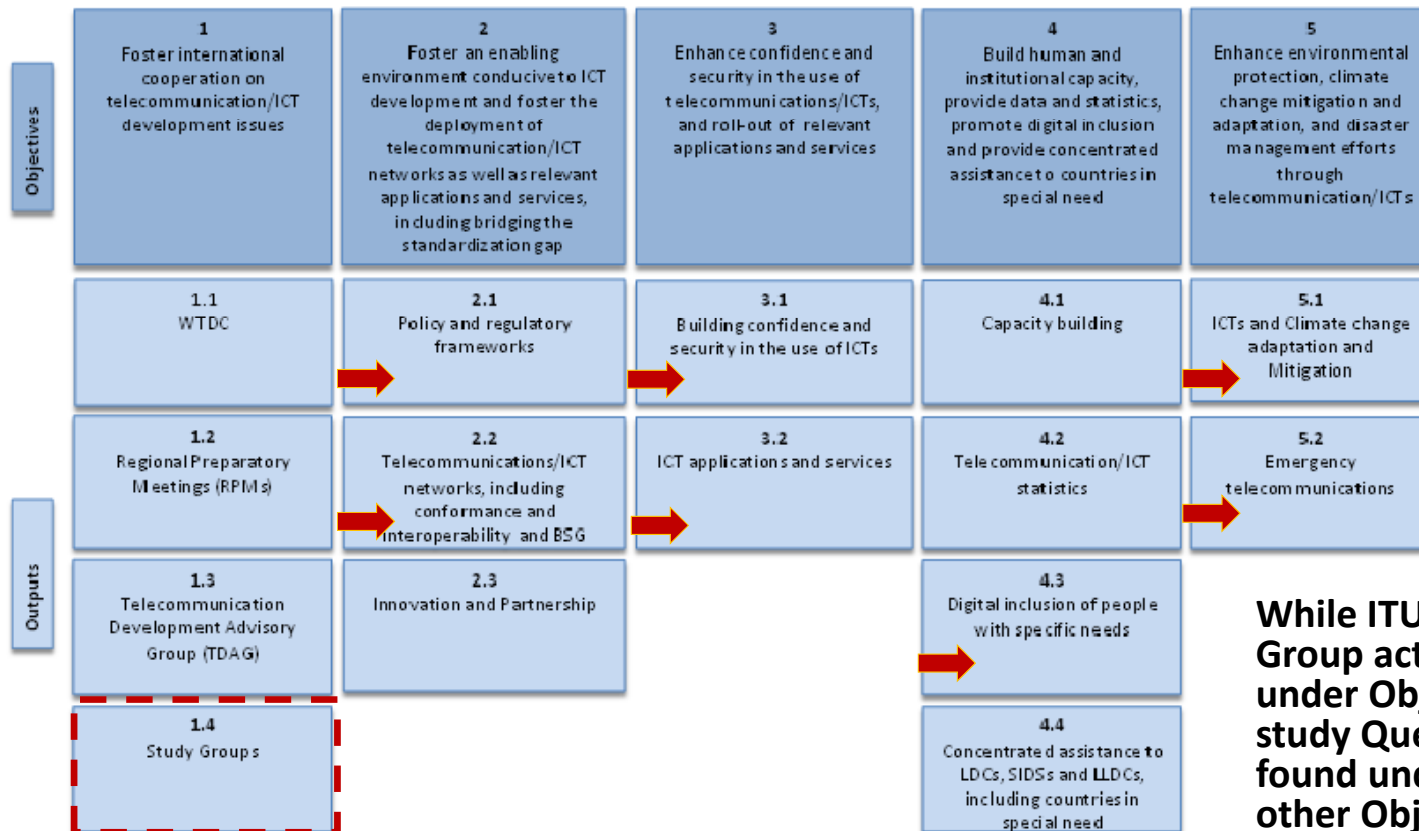 Objectives
1
Foster international
cooperation on
telecommunication/ICT
development issues
2
Foster an enabling
environment conducive to ICT
development and foster the
deployment of
telecommunication/ICT
networks as well as relevant
applications and services,
including bridging the
standardization gap
3
Enhance confidence and
security in the use of
telecommunications/ICTs,
and roll-out of relevant
applications and services
4
Build human and
institutional capacity,
provide data and statistics,
promote digital inclusion
and provide concentrated
assistance to countries in
special need
5
Enhance environmental
protection, climate
change mitigation and
adaptation, and disaster
management efforts
through
telecommunication/ICTs
Outputs
1.1
WTDC
2.1
Policy and regulatory
frameworks
3.1
Building confidence and
security in the use of ICTs
4.1
Capacity building
5.1
ICTs and Climate change
adaptation and
Mitigation
1.2
Regional Preparatory
Meetings (RPMs)
2.2
Telecommunications/ICT
networks, including
conformance and
interoperability and BSG
3.2
ICT applications and services
4.2
Telecommunication/ICT
statistics
5.2
Emergency
telecommunications
1.3
Telecommunication
Development Advisory
Group (TDAG)
2.3
Innovation and Partnership
4.3
Digital inclusion of people
with specific needs
1.4
Study Groups
4.4
Concentrated assistance to
LDCs, SIDSs and LLDCs,
including countries in
special need
While ITU
Group act
under Obj
study Que
found und
other Obj